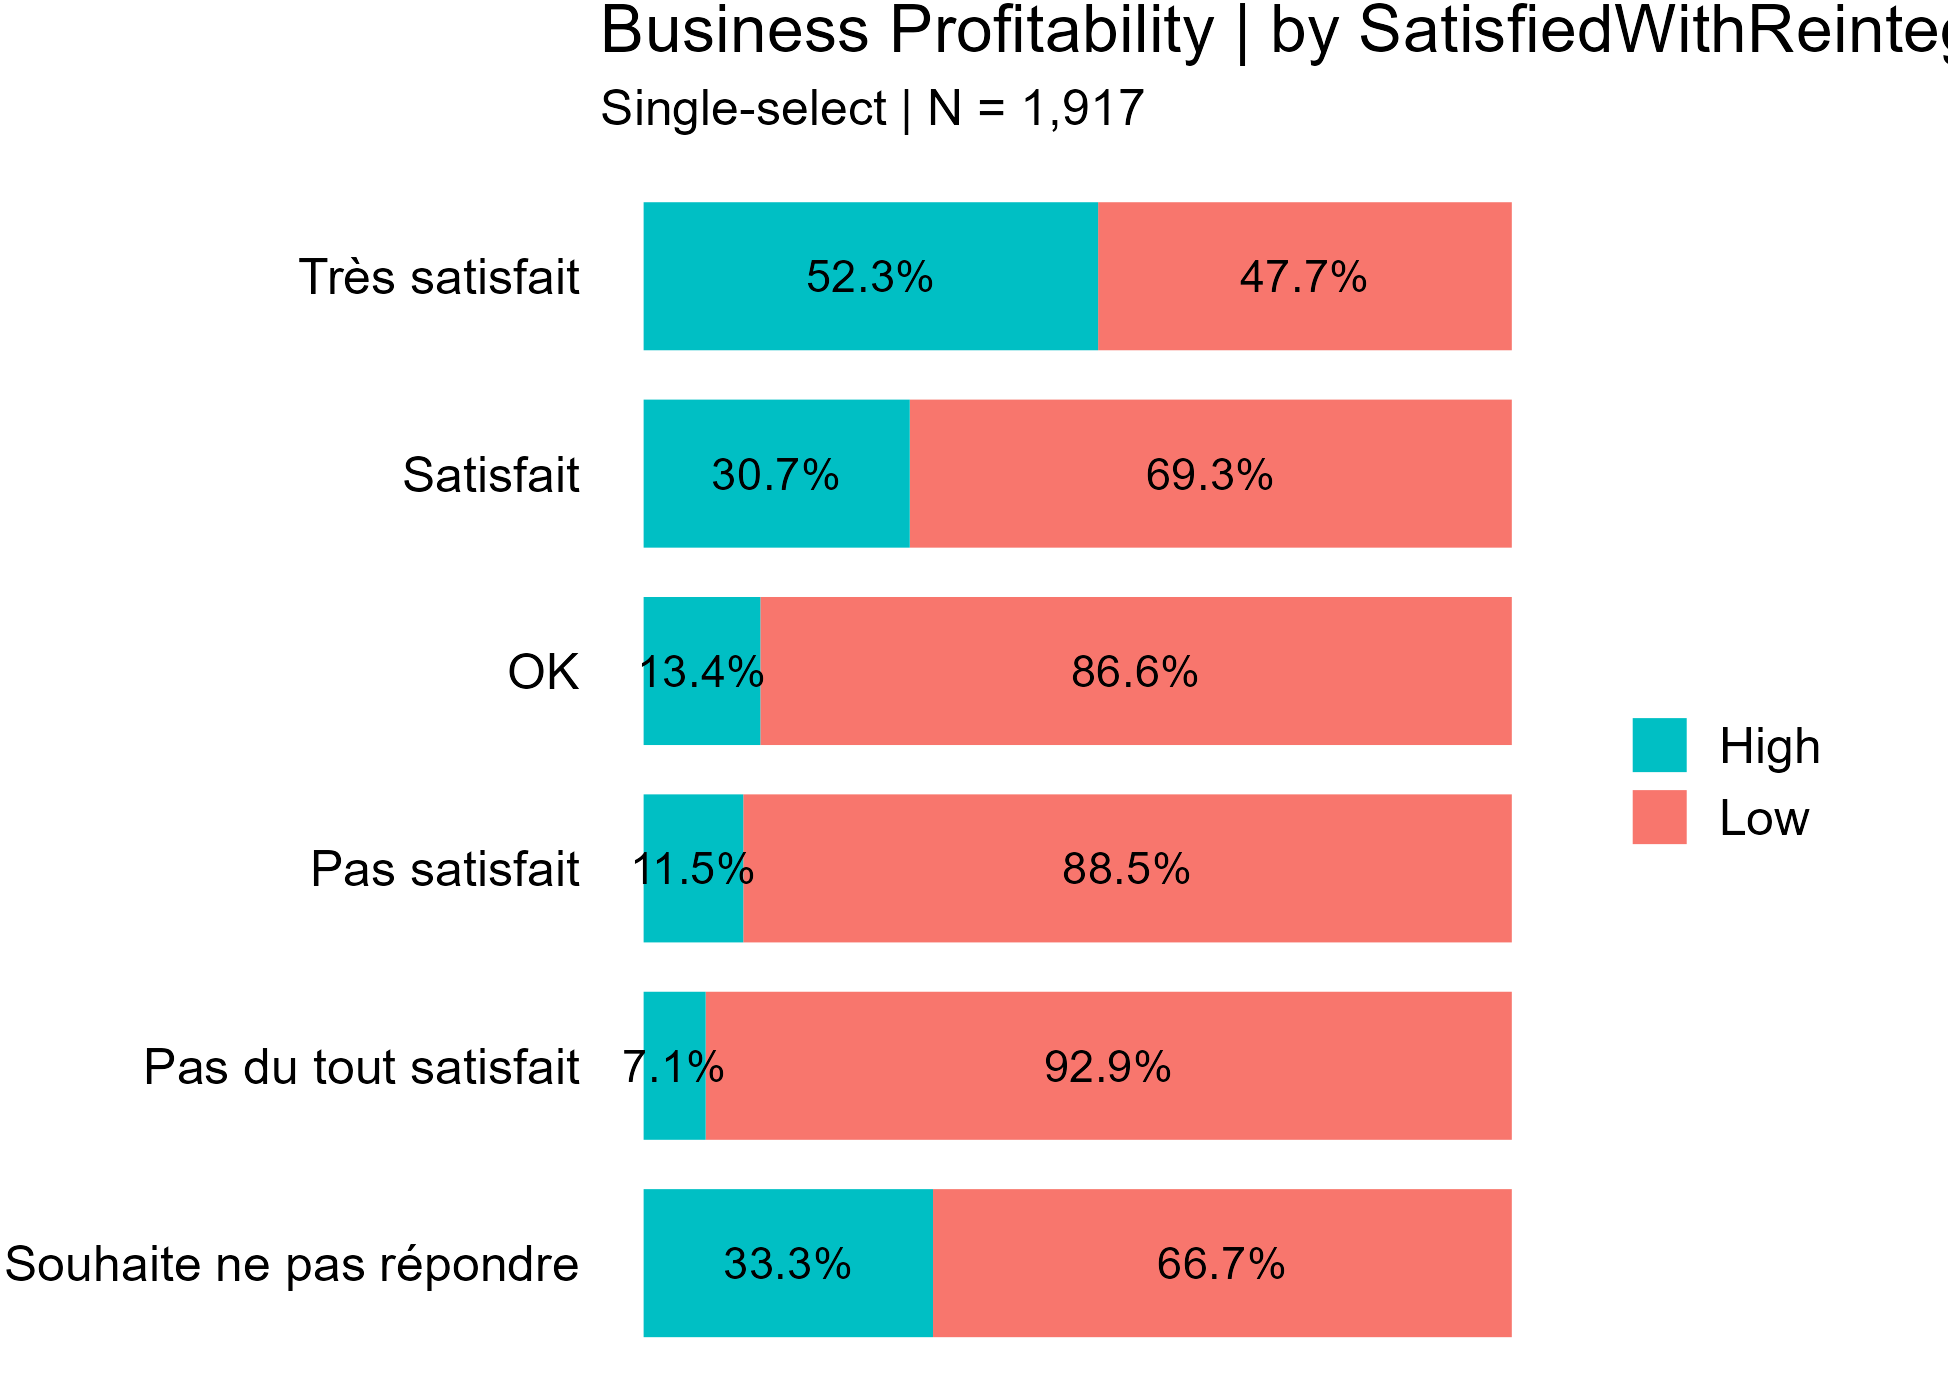 Business Profitability | by SatisfiedWithReinteg
Single-select | N = 1,917
Très satisfait 52.3% 47.7%
Satisfait 30.7% 69.3%
OK 13.4% 86.6%
Pas satisfait 11.5% 88.5%
Pas du tout satisfait 7.1% 92.9%
Souhaite ne pas répondre 33.3% 66.7%
High
Low